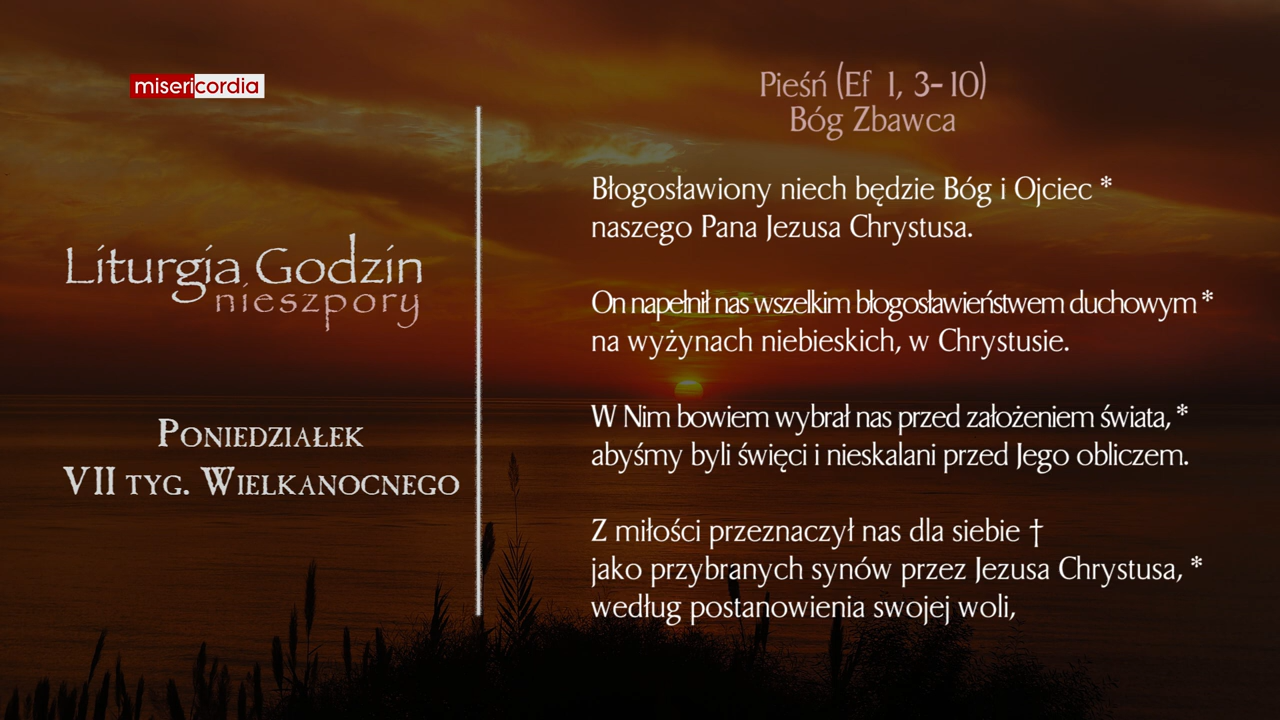 misericordia
Liturgia Godzin
nieszpory
Poniedziałek
VII tyg. Wielkanocnego
Pieśń (Ef 1, 3-10)
Bóg Zbawca
Błogosławiony niech będzie Bóg i Ojciec *
naszego Pana Jezusa Chrystusa.
On napełnił nas wszelkim błogosławieństwem duchowym *
na wyżynach niebieskich, w Chrystusie.
W Nim bowiem wybrał nas przed założeniem świata, *
abyśmy byli święci i nieskalani przed Jego obliczem.
Z miłości przeznaczył nas dla siebie †
jako przybranych synów przez Jezusa Chrystusa, *
według postanowienia swojej woli,